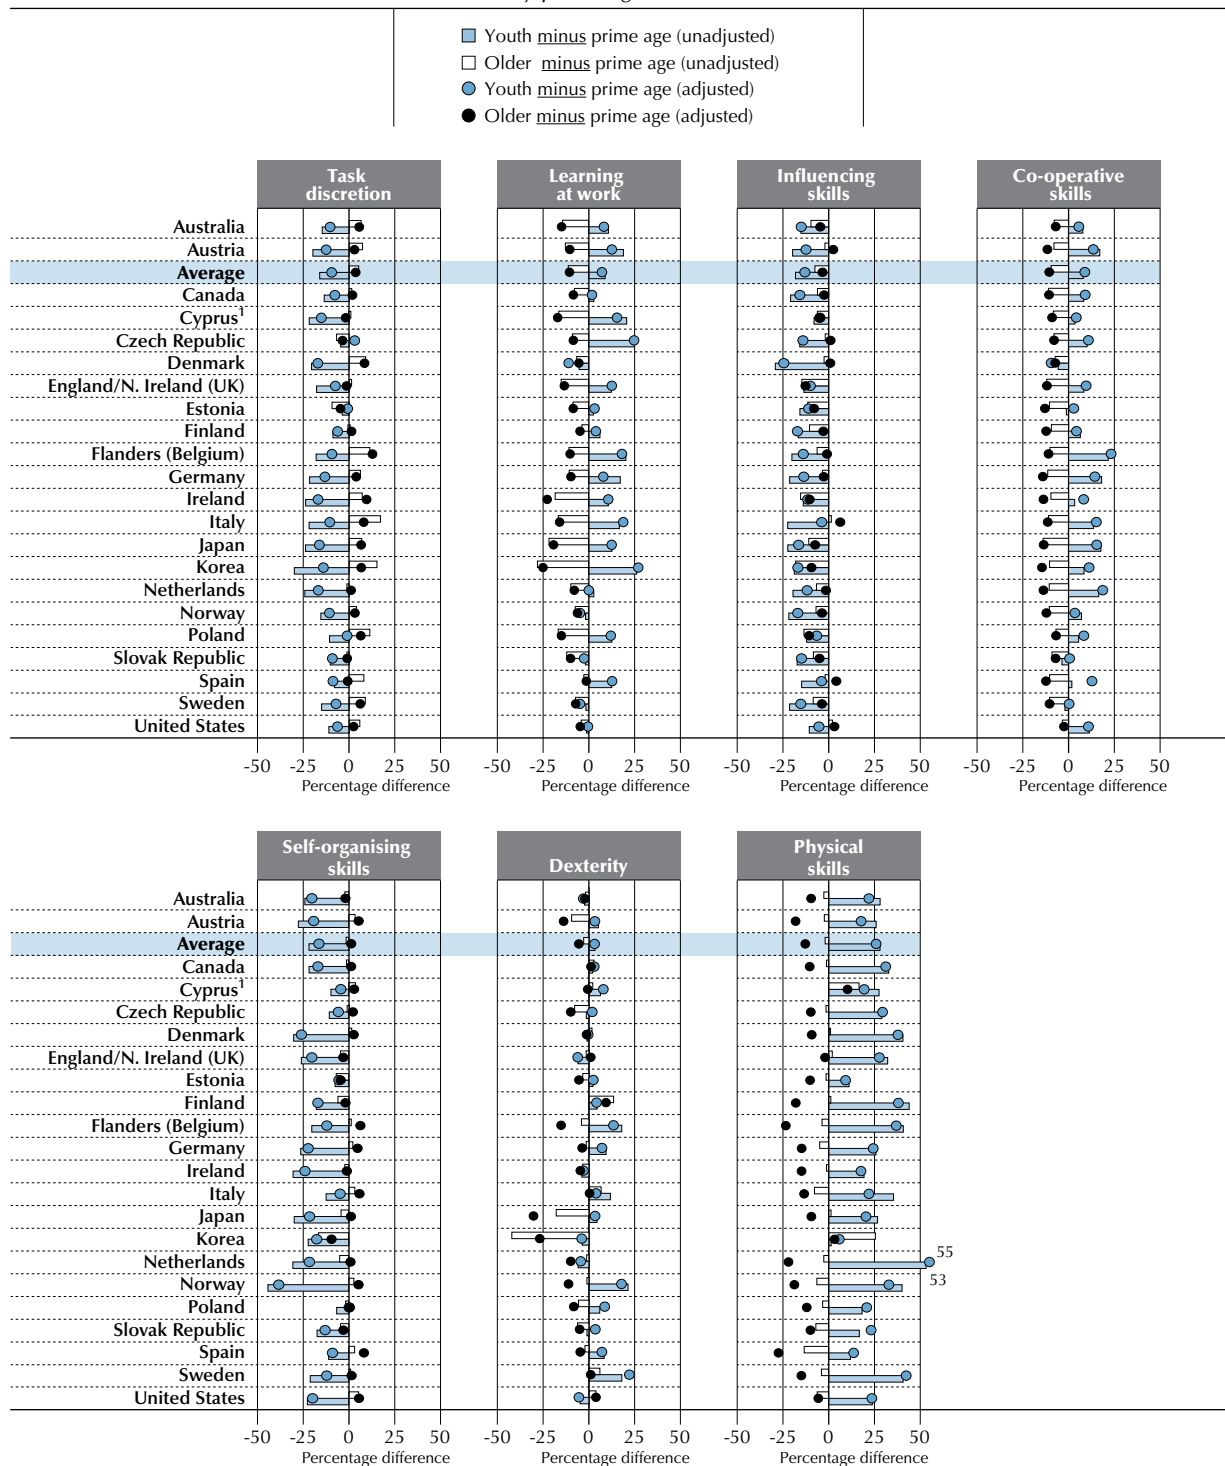 Youth minus prime age (unadjusted)
Older minus prime age (unadjusted)
Youth minus prime age (adjusted)
Older minus prime age (adjusted)
Task discretion
Learning at work
Influencing skills
Co-operative skills
Australia
Austria
Average
Canada
Cyprus1
Czech Republic
Denmark
England/N. Ireland (UK)
Estonia
Finland
Flanders (Belgium)
Germany
Ireland
Italy
Japan
Korea
Netherlands
Norway
Poland
Slovak Republic
Spain
Sweden
United States
-50 -25 0 25 50 -50 -25 0 25 50 -50 -25 0 25 50 -50 -25 0 25 50
Percentage difference Percentage difference Percentage difference Percentage difference
Self-organising skills
Dexterity
Physical skills
Australia
Austria
Average
Canada
Cyprus1
Czech Republic
Denmark
England/N. Ireland (UK)
Estonia
Finland
Flanders (Belgium)
Germany
Ireland
Italy
Japan
Korea
Netherlands 55
Norway 53
Poland
Slovak Republic
Spain
Sweden
United States
-50 -25 0 25 50 -50 -25 0 25 50 -50 -25 0 25 50
Percentage difference Percentage difference Percentage difference